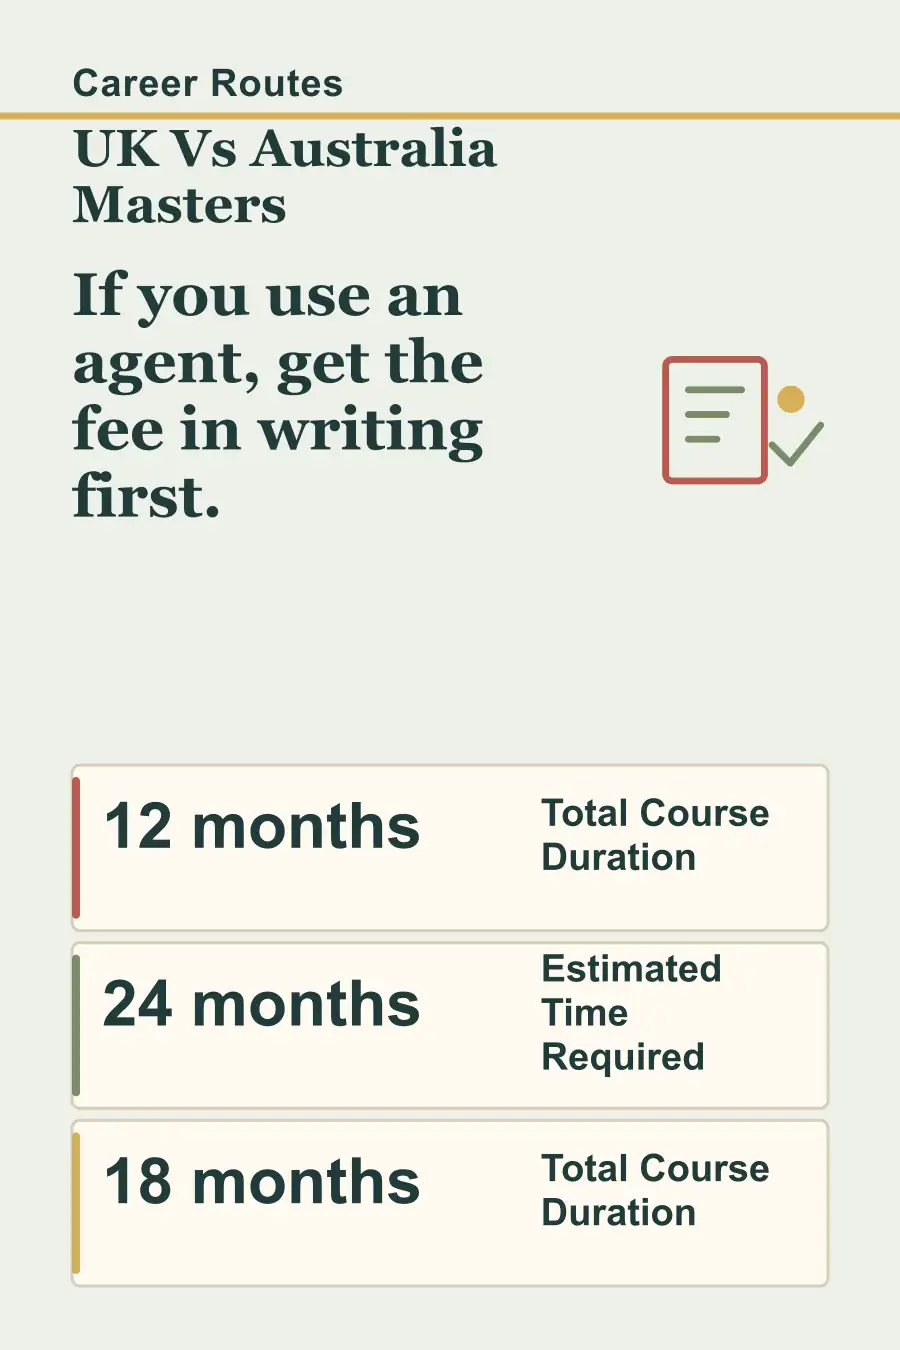 Career Routes
UK Vs Australia
Masters
If you use an
agent, get the
fee in writing
first.
12 months
Total Course
Duration
24 months
Estimated
Time
Required
18 months
Total Course
Duration